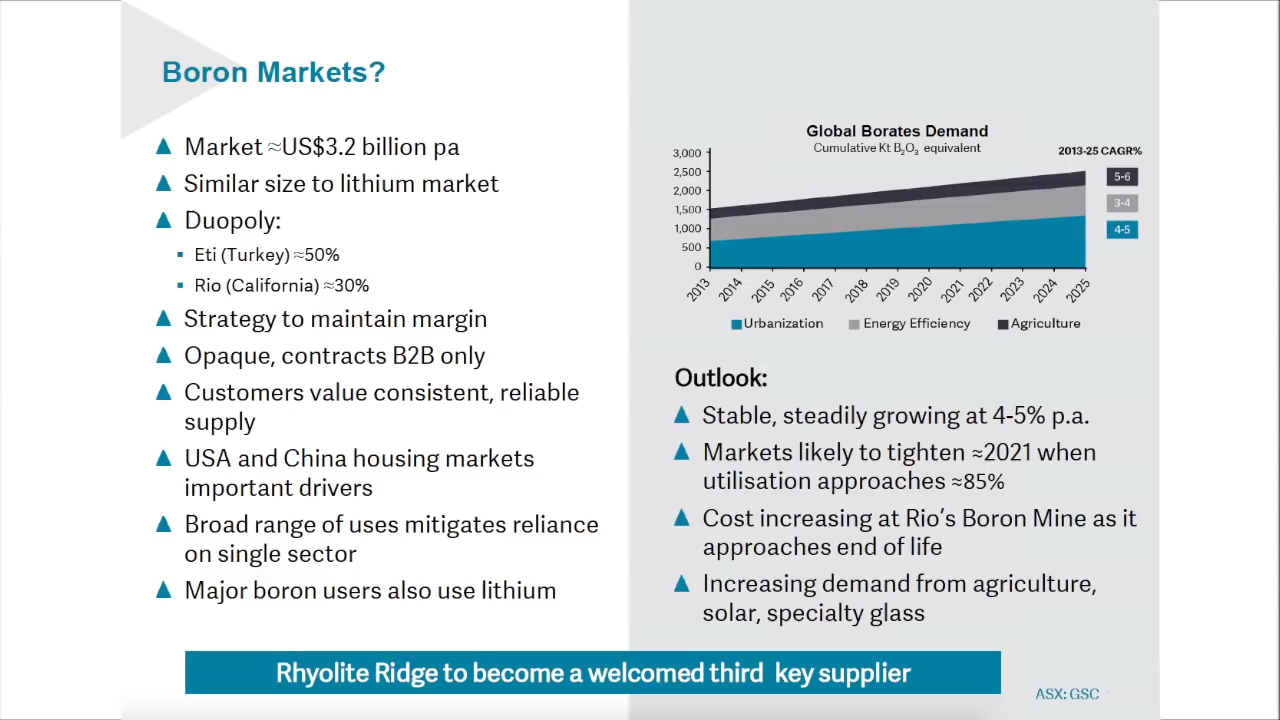 Boron Markets?
Market ≈US$3.2 billion pa
Similar size to lithium market
Duopoly:
Eti (Turkey) ≈50%
Rio (California) ≈30%
Strategy to maintain margin
Opaque, contracts B2B only
Customers value consistent, reliable
supply
USA and China housing markets
important drivers
Broad range of uses mitigates reliance
on single sector
Major boron users also use lithium
Global Borates Demand
Cumulative Kt B₂O₃ equivalent
2013-25 CAGR%
3,000
2,500
2,000
1,500
1,000
500
0
5-6
3-4
4-5
2013
2014
2015
2016
2017
2018
2019
2020
2021
2022
2023
2024
2025
Urbanization
Energy Efficiency
Agriculture
Outlook:
Stable, steadily growing at 4-5% p.a.
Markets likely to tighten ≈2021 when
utilisation approaches ≈85%
Cost increasing at Rio’s Boron Mine as it
approaches end of life
Increasing demand from agriculture,
solar, specialty glass
Rhyolite Ridge to become a welcomed third key supplier
ASX: GSC